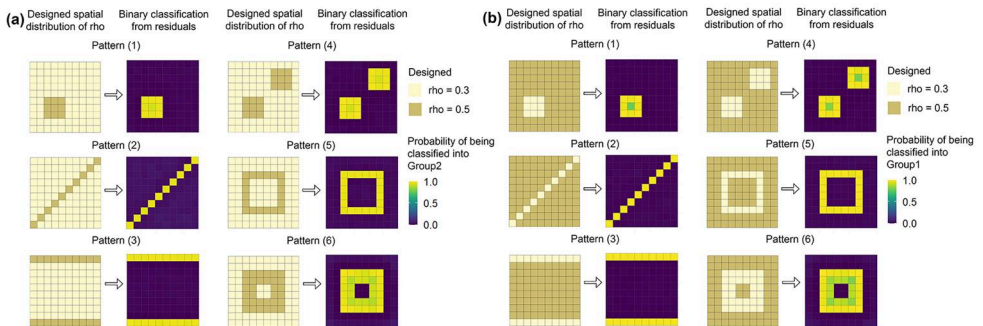 (a)
Designed spatial
distribution of rho
Binary classification
from residuals
Designed spatial
distribution of rho
Binary classification
from residuals
Pattern (1)
Pattern (4)
Designed
rho = 0.3
rho = 0.5
Pattern (2)
Pattern (5)
Probability of being
classified into
Group2
1.0
0.5
0.0
Pattern (3)
Pattern (6)
(b)
Designed spatial
distribution of rho
Binary classification
from residuals
Designed spatial
distribution of rho
Binary classification
from residuals
Pattern (1)
Pattern (4)
Designed
rho = 0.3
rho = 0.5
Pattern (2)
Pattern (5)
Probability of being
classified into
Group1
1.0
0.5
0.0
Pattern (3)
Pattern (6)